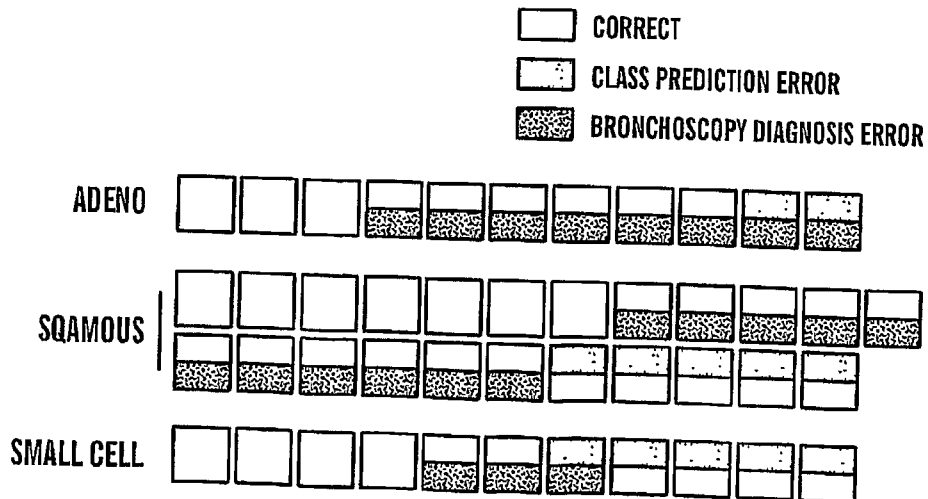 CORRECT
CLASS PREDICTION ERROR
BRONCHOSCOPY DIAGNOSIS ERROR
ADENO
SQAMOUS
SMALL CELL